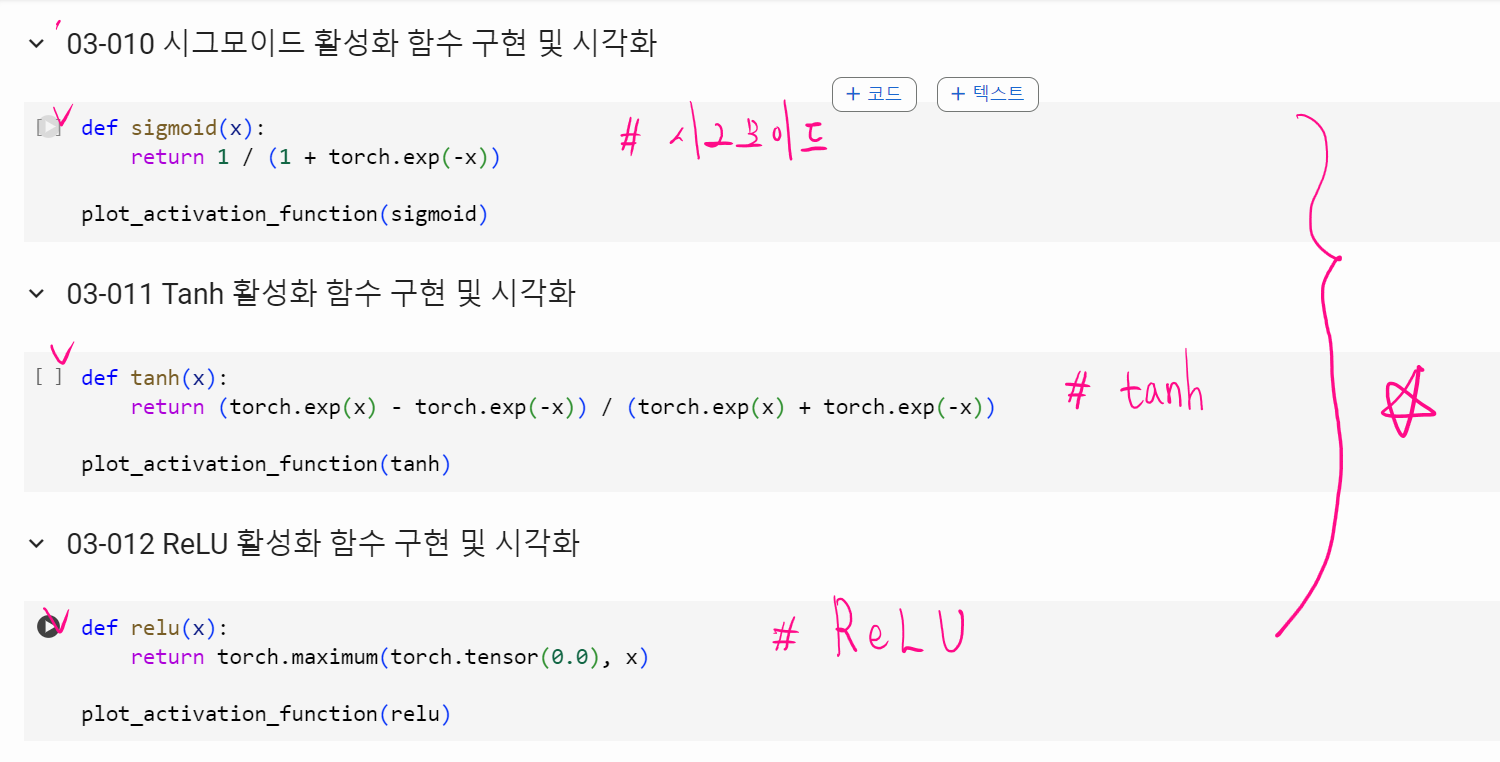 03-010 시그모이드 활성화 함수 구현 및 시각화
+ 코드 + 텍스트
def sigmoid(x): # 시그모이드
return 1 / (1 + torch.exp(-x))
plot_activation_function(sigmoid)
03-011 Tanh 활성화 함수 구현 및 시각화
[ ] def tanh(x): # tanh
return (torch.exp(x) - torch.exp(-x)) / (torch.exp(x) + torch.exp(-x))
plot_activation_function(tanh)
03-012 ReLU 활성화 함수 구현 및 시각화
def relu(x): # ReLU
return torch.maximum(torch.tensor(0.0), x)
plot_activation_function(relu)